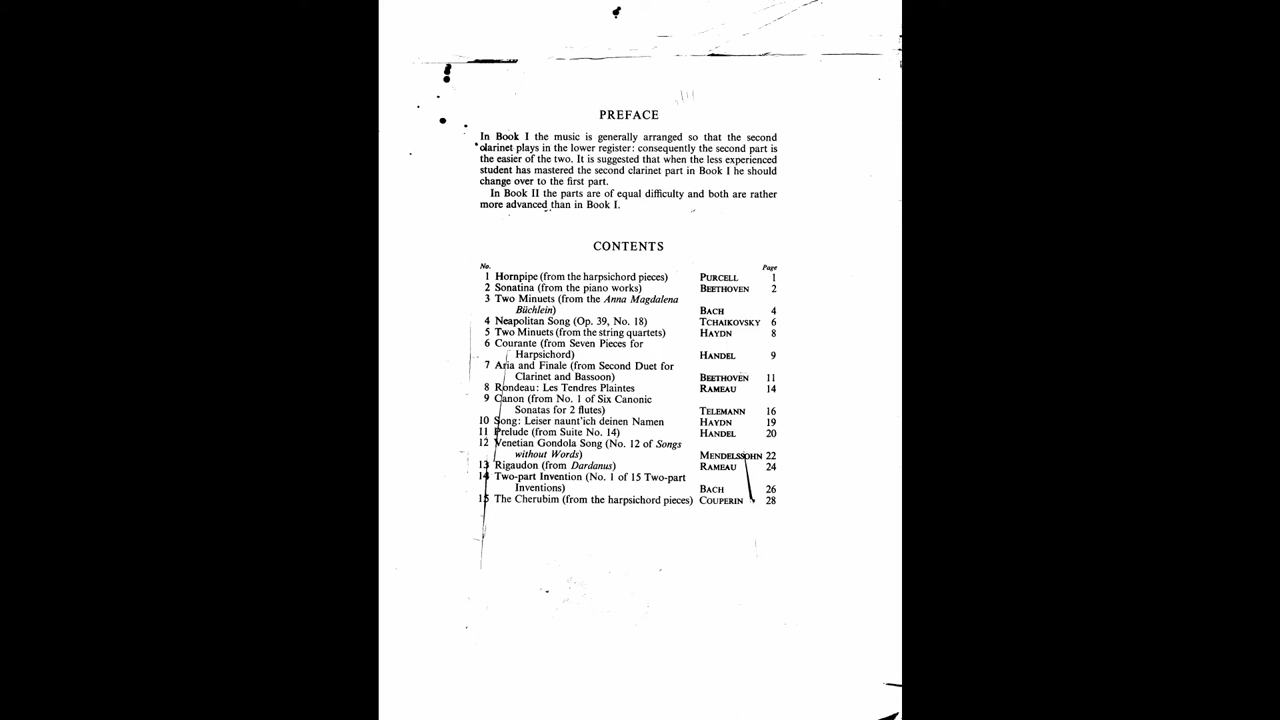 PREFACE
In Book I the music is generally arranged so that the second
clarinet plays in the lower register: consequently the second part is
the easier of the two. It is suggested that when the less experienced
student has mastered the second clarinet part in Book I he should
change over to the first part.
In Book II the parts are of equal difficulty and both are rather
more advanced than in Book I.
CONTENTS
No. Page
1 Hornpipe (from the harpsichord pieces) PURCELL 1
2 Sonatina (from the piano works) BEETHOVEN 2
3 Two Minuets (from the Anna Magdalena
Büchlein) BACH 4
4 Neapolitan Song (Op. 39, No. 18) TCHAIKOVSKY 6
5 Two Minuets (from the string quartets) HAYDN 8
6 Courante (from Seven Pieces for
Harpsichord) HANDEL 9
7 Aria and Finale (from Second Duet for
Clarinet and Bassoon) BEETHOVEN 11
8 Rondeau: Les Tendres Plaintes RAMEAU 14
9 Canon (from No. 1 of Six Canonic
Sonatas for 2 flutes) TELEMANN 16
10 Song: Leiser naunt'ich deinen Namen HAYDN 19
11 Prelude (from Suite No. 14) HANDEL 20
12 Venetian Gondola Song (No. 12 of Songs
without Words) MENDELSSOHN 22
13 Rigaudon (from Dardanus) RAMEAU 24
14 Two-part Invention (No. 1 of 15 Two-part
Inventions) BACH 26
15 The Cherubim (from the harpsichord pieces) COUPERIN 28